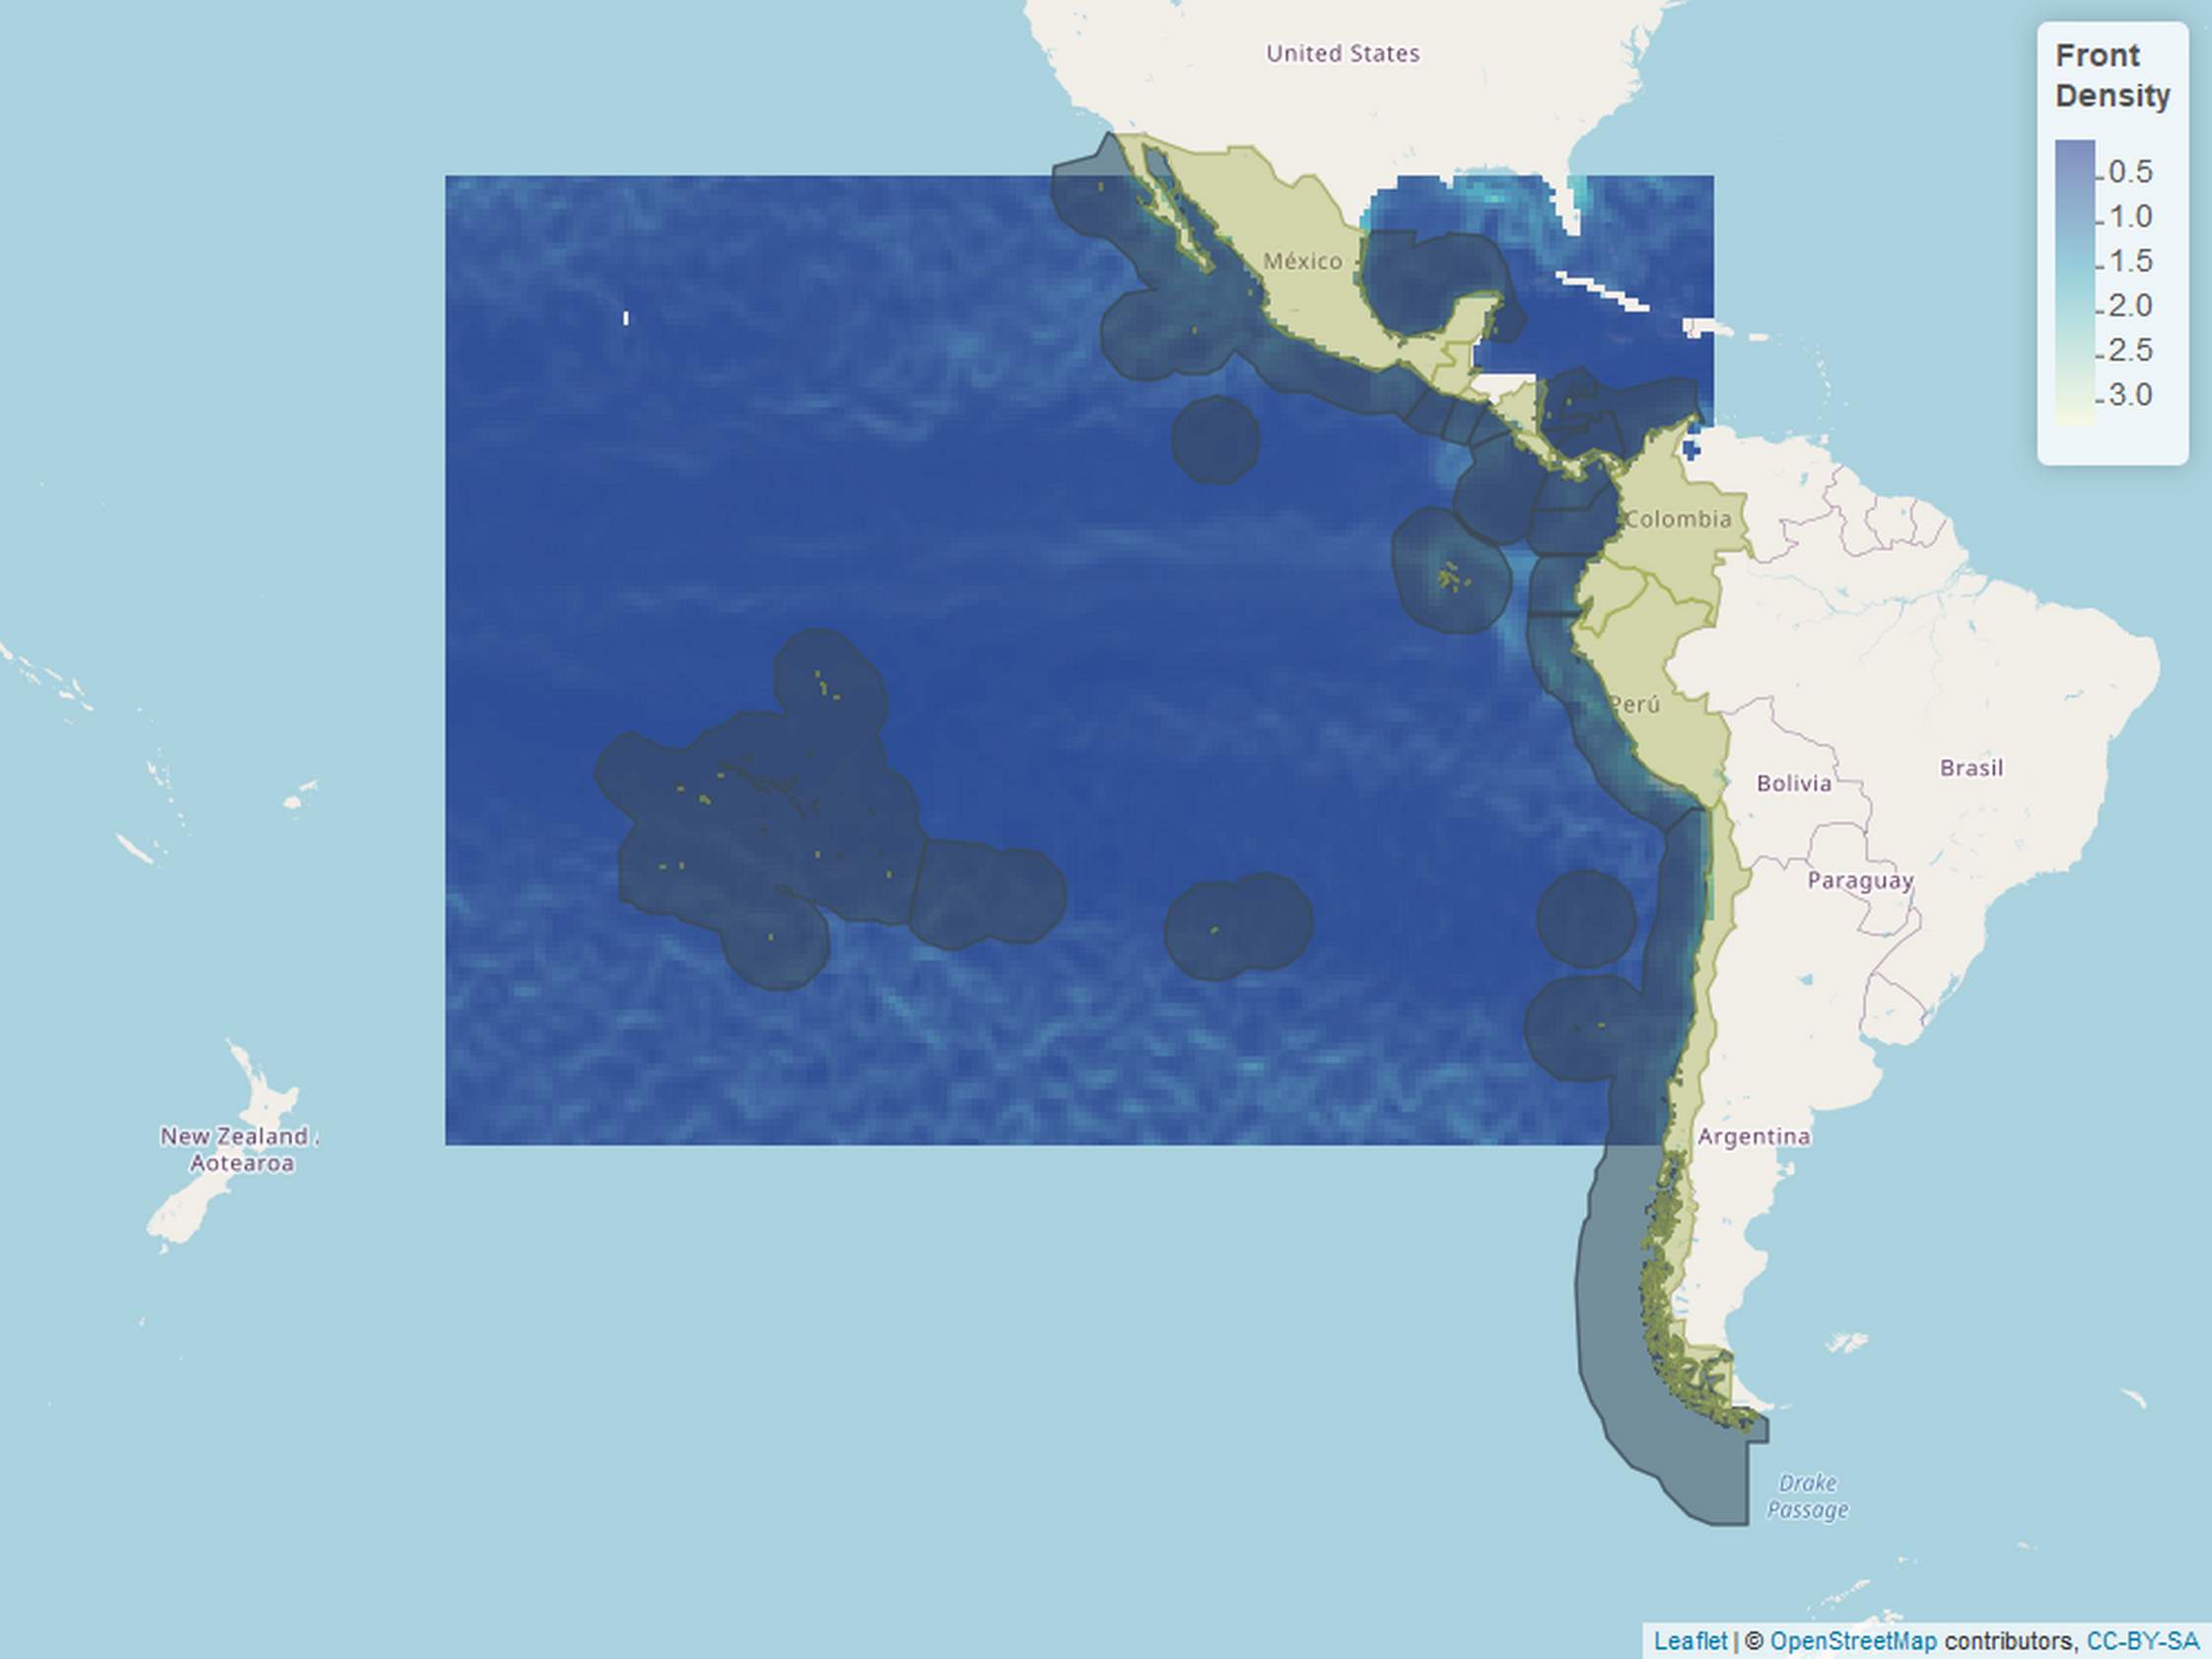 United States
Front
Density
0.5
1.0
1.5
2.0
2.5
3.0
México
Colombia
Perú
Bolivia
Brasil
Paraguay
New Zealand
Aotearoa
Argentina
Drake
Passage
Leaflet | © OpenStreetMap contributors, CC-BY-SA